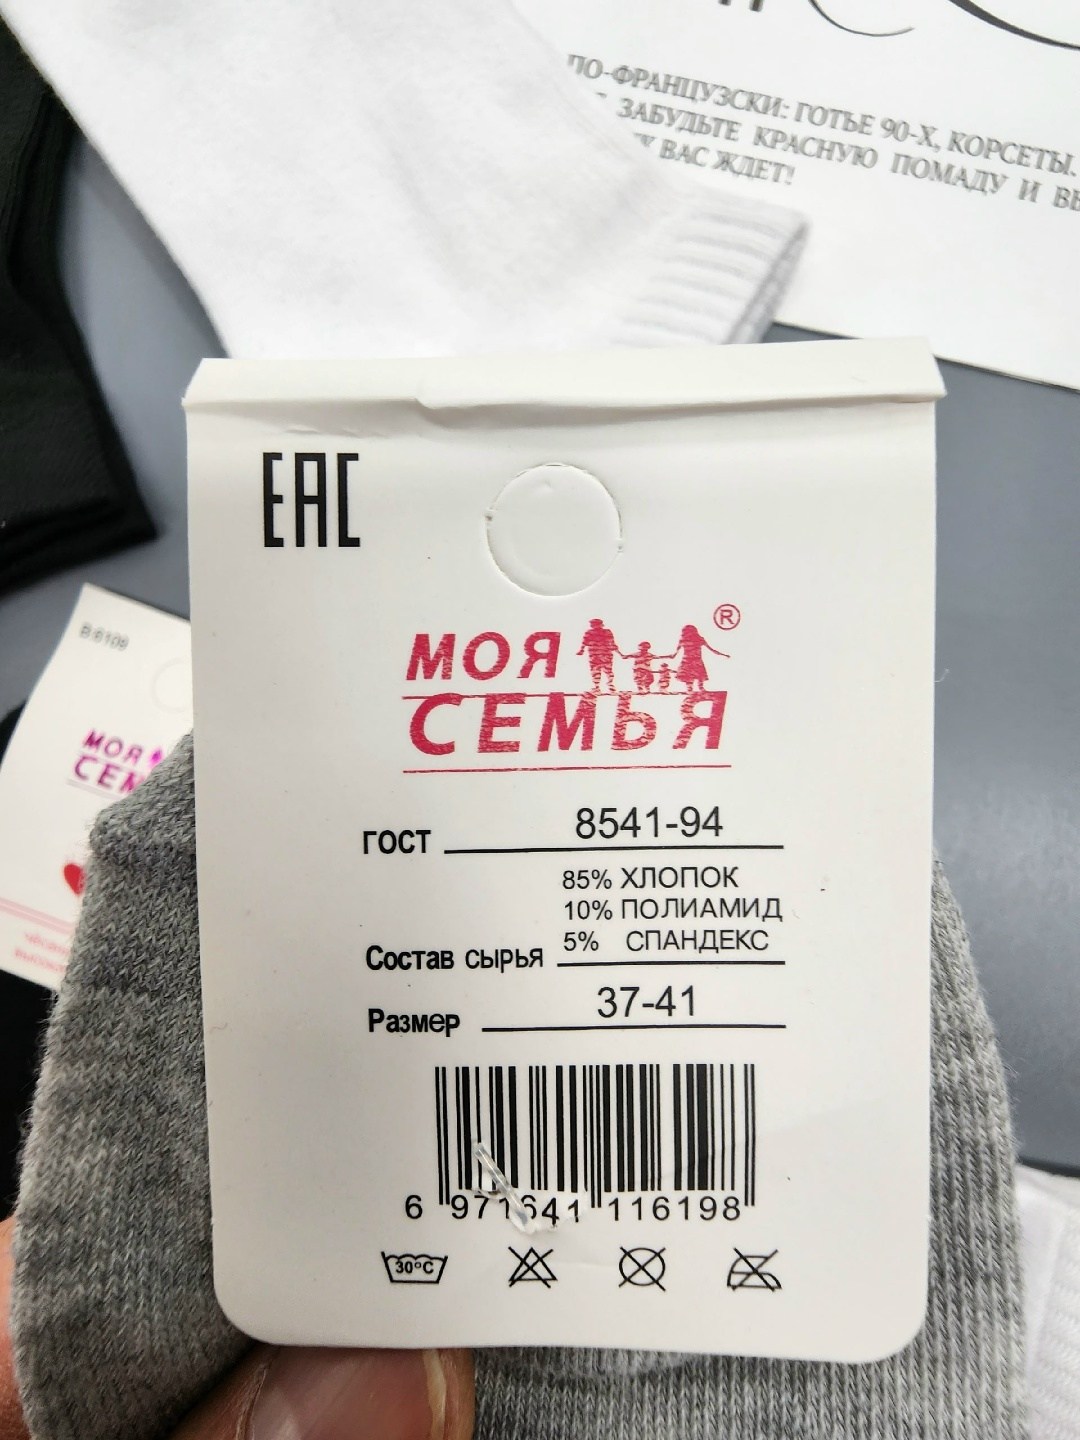 ПО-ФРАНЦУЗСКИ: ГОТЬЕ 90-Х, КОРСЕТЫ.
ЗАБУДЬТЕ КРАСНУЮ ПОМАДУ И
ВАС ЖДЕТ!
EAC
МОЯ ®
СЕМЬЯ
ГОСТ 8541-94
85% ХЛОПОК
10% ПОЛИАМИД
Состав сырья 5% СПАНДЕКС
Размер 37-41
6 971641 116198
30°C
B-6109
МОЯ